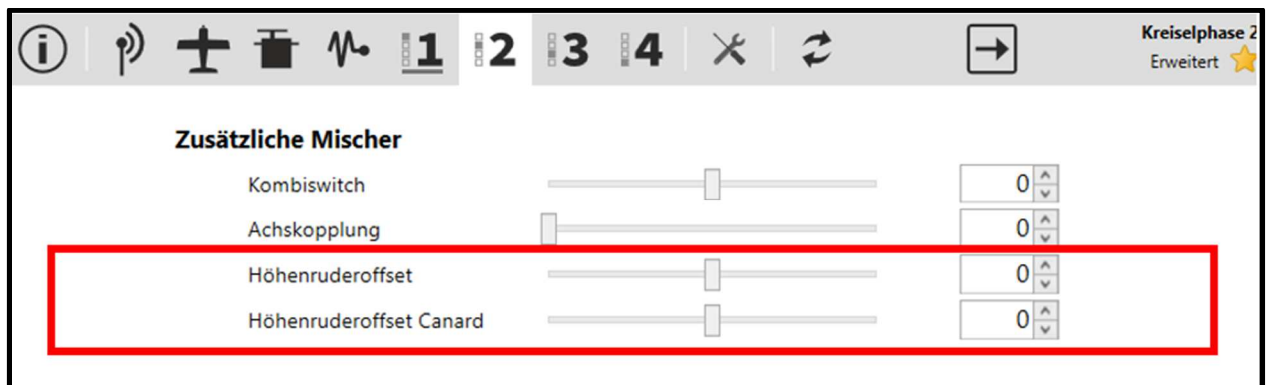 i 1 2 3 4 Kreiselphase 2
Erweitert
Zusätzliche Mischer
Kombiswitch 0
Achskopplung 0
Höhenruderoffset 0
Höhenruderoffset Canard 0